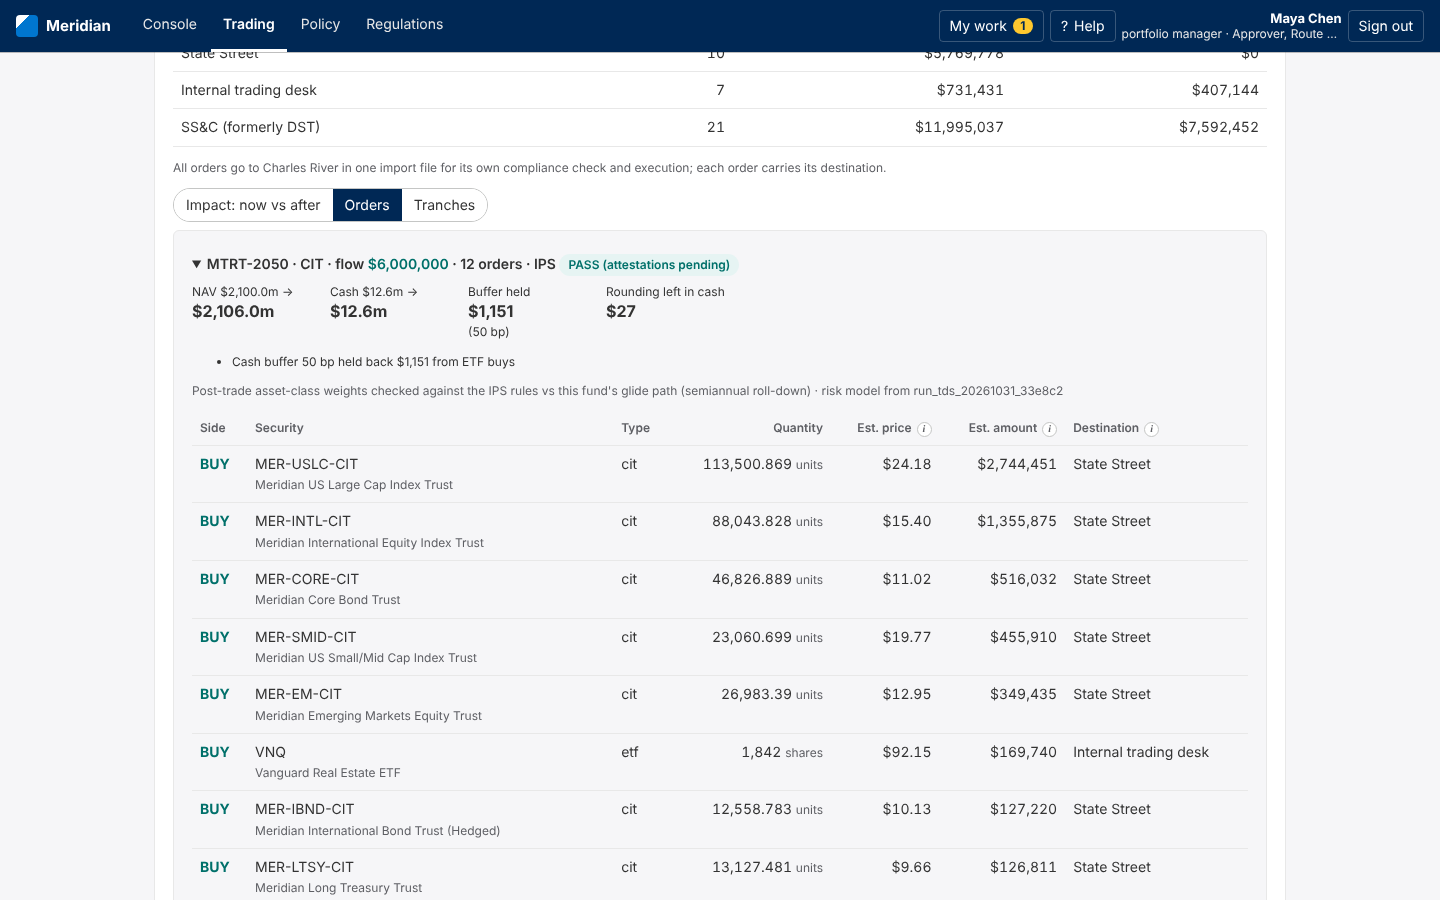 Meridian Console Trading Policy Regulations My work 1 ? Help Maya Chen Sign out
portfolio manager · Approver, Route ...
State Street 10 $5,769,778 $0
Internal trading desk 7 $731,431 $407,144
SS&C (formerly DST) 21 $11,995,037 $7,592,452
All orders go to Charles River in one import file for its own compliance check and execution; each order carries its destination.
Impact: now vs after Orders Tranches
▼ MTRT-2050 · CIT · flow $6,000,000 · 12 orders · IPS PASS (attestations pending)
NAV $2,100.0m → Cash $12.6m → Buffer held Rounding left in cash
$2,106.0m $12.6m $1,151 $27
(50 bp)
• Cash buffer 50 bp held back $1,151 from ETF buys
Post-trade asset-class weights checked against the IPS rules vs this fund's glide path (semiannual roll-down) · risk model from run_tds_20261031_33e8c2
Side Security Type Quantity Est. price i Est. amount i Destination i
BUY MER-USLC-CIT cit 113,500.869 units $24.18 $2,744,451 State Street
Meridian US Large Cap Index Trust
BUY MER-INTL-CIT cit 88,043.828 units $15.40 $1,355,875 State Street
Meridian International Equity Index Trust
BUY MER-CORE-CIT cit 46,826.889 units $11.02 $516,032 State Street
Meridian Core Bond Trust
BUY MER-SMID-CIT cit 23,060.699 units $19.77 $455,910 State Street
Meridian US Small/Mid Cap Index Trust
BUY MER-EM-CIT cit 26,983.39 units $12.95 $349,435 State Street
Meridian Emerging Markets Equity Trust
BUY VNQ etf 1,842 shares $92.15 $169,740 Internal trading desk
Vanguard Real Estate ETF
BUY MER-IBND-CIT cit 12,558.783 units $10.13 $127,220 State Street
Meridian International Bond Trust (Hedged)
BUY MER-LTSY-CIT cit 13,127.481 units $9.66 $126,811 State Street
Meridian Long Treasury Trust